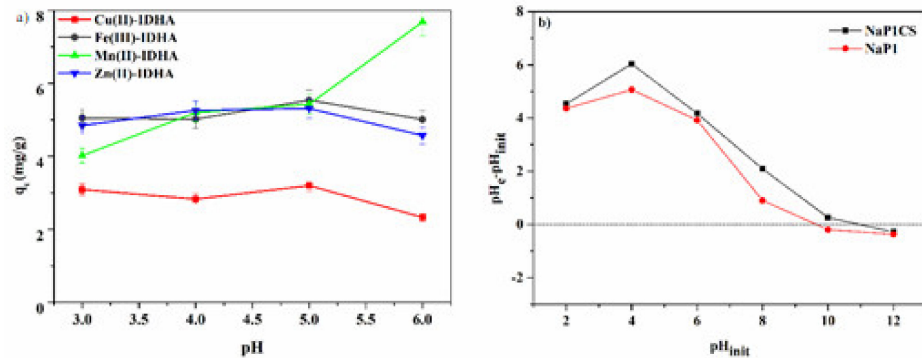 a)
8
6
4
2
0
Cu(II)-IDHA
Fe(III)-IDHA
Mn(II)-IDHA
Zn(II)-IDHA
qt (mg/g)
3.0 3.5 4.0 4.5 5.0 5.5 6.0
pH
b)
8
6
4
2
0
-2
NaP1CS
NaP1
pHe-pHinit
2 4 6 8 10 12
pHinit